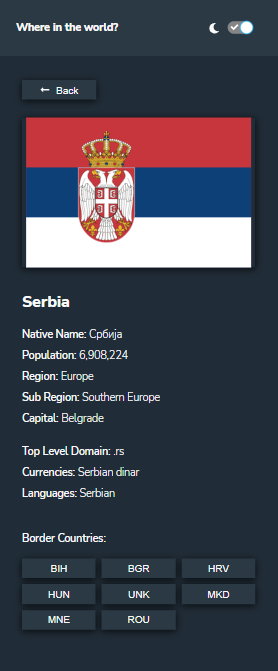 Where in the world?
← Back
Serbia
Native Name: Србија
Population: 6,908,224
Region: Europe
Sub Region: Southern Europe
Capital: Belgrade
Top Level Domain: .rs
Currencies: Serbian dinar
Languages: Serbian
Border Countries:
BIH BGR HRV
HUN UNK MKD
MNE ROU